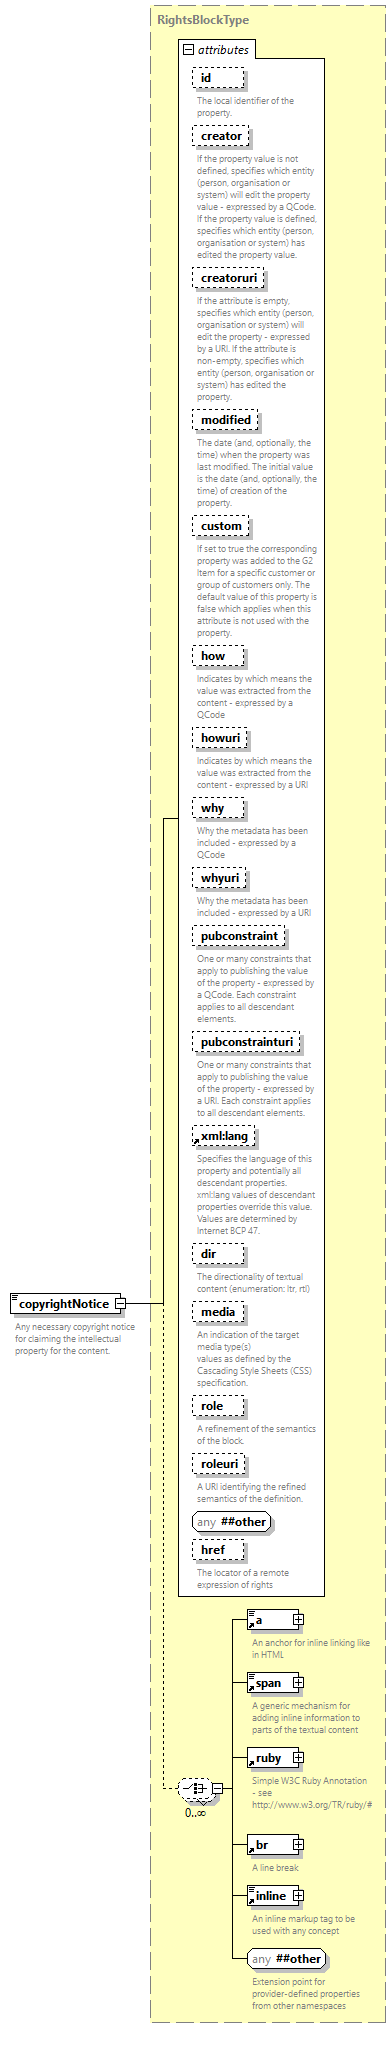 RightsBlockType
attributes
id
The local identifier of the
property.
creator
If the property value is not
defined, specifies which entity
(person, organisation or
system) will edit the property
value - expressed by a QCode.
If the property value is defined,
specifies which entity (person,
organisation or system) has
edited the property value.
creatoruri
If the attribute is empty,
specifies which entity (person,
organisation or system) will
edit the property - expressed
by a URI. If the attribute is
non-empty, specifies which
entity (person, organisation or
system) has edited the
property.
modified
The date (and, optionally, the
time) when the property was
last modified. The initial value
is the date (and, optionally, the
time) of creation of the
property.
custom
If set to true the corresponding
property was added to the G2
Item for a specific customer or
group of customers only. The
default value of this property is
false which applies when this
attribute is not used with the
property.
how
Indicates by which means the
value was extracted from the
content - expressed by a
QCode
howuri
Indicates by which means the
value was extracted from the
content - expressed by a URI
why
Why the metadata has been
included - expressed by a
QCode
whyuri
Why the metadata has been
included - expressed by a URI
pubconstraint
One or many constraints that
apply to publishing the value
of the property - expressed by
a QCode. Each constraint
applies to all descendant
elements.
pubconstrainturi
One or many constraints that
apply to publishing the value
of the property - expressed by
a URI. Each constraint applies
to all descendant elements.
xml:lang
Specifies the language of this
property and potentially all
descendant properties.
xml:lang values of descendant
properties override this value.
Values are determined by
Internet BCP 47.
dir
The directionality of textual
content (enumeration: ltr, rtl)
copyrightNotice
Any necessary copyright notice
for claiming the intellectual
property for the content.
media
An indication of the target
media type(s)
values as defined by the
Cascading Style Sheets (CSS)
specification.
role
A refinement of the semantics
of the block.
roleuri
A URI identifying the refined
semantics of the definition.
any ##other
href
The locator of a remote
expression of rights
a
An anchor for inline linking like
in HTML
span
A generic mechanism for
adding inline information to
parts of the textual content
ruby
Simple W3C Ruby Annotation
- see
http://www.w3.org/TR/ruby/#
0..∞
br
A line break
inline
An inline markup tag to be
used with any concept
any ##other
Extension point for
provider-defined properties
from other namespaces